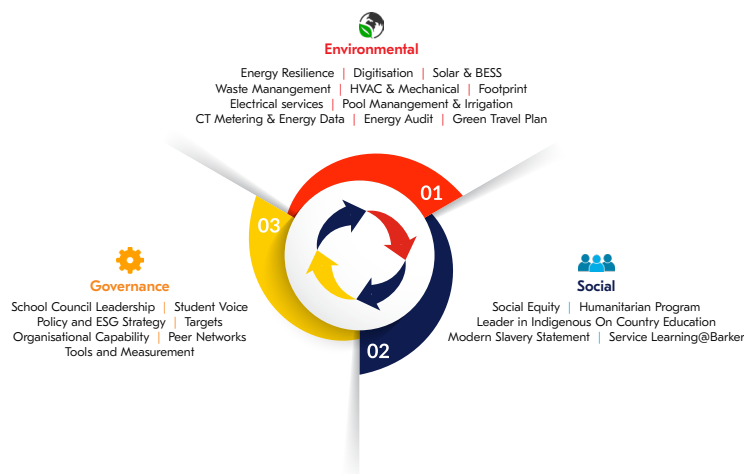 Environmental
Energy Resilience | Digitisation | Solar & BESS
Waste Manangement | HVAC & Mechanical | Footprint
Electrical services | Pool Manangement & Irrigation
CT Metering & Energy Data | Energy Audit | Green Travel Plan
01
03
02
Governance
School Council Leadership | Student Voice
Policy and ESG Strategy | Targets
Organisational Capability | Peer Networks
Tools and Measurement
Social
Social Equity | Humanitarian Program
Leader in Indigenous On Country Education
Modern Slavery Statement | Service Learning@Barker